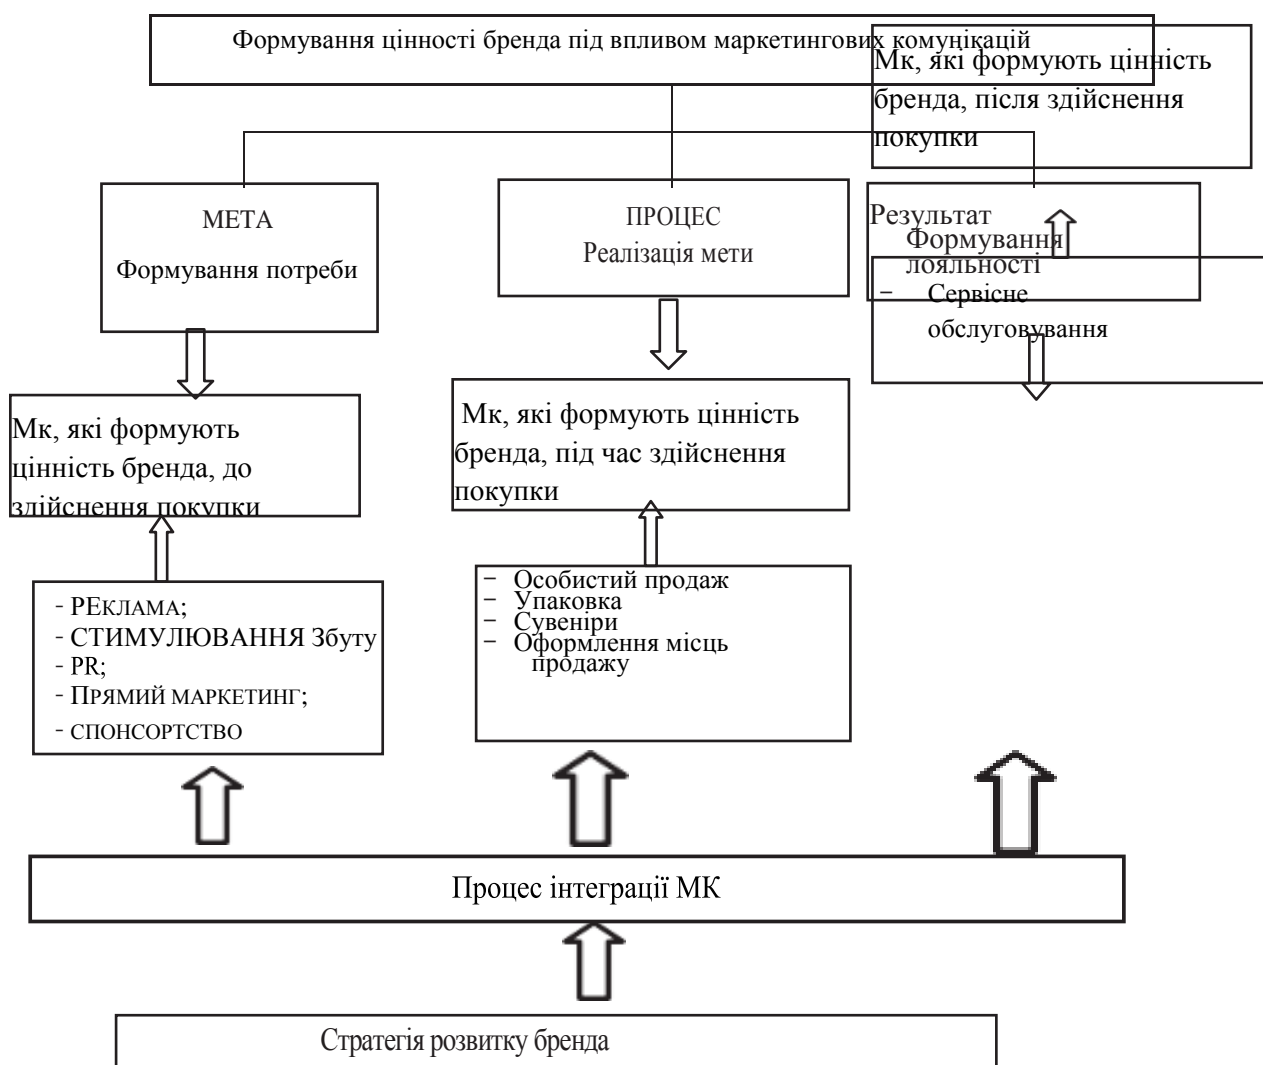 Формування цінності бренда під впливом маркетингових комунікацій
Мк, які формують цінність
бренда, після здійснення
покупки
МЕТА
Формування потреби
ПРОЦЕС
Реалізація мети
Результат
Формування
лояльності
– Сервісне
обслуговування
Мк, які формують
цінність бренда, до
здійснення покупки
Мк, які формують цінність
бренда, під час здійснення
покупки
- РЕКЛАМА;
- СТИМУЛЮВАННЯ Збуту
- PR;
- ПРЯМИЙ МАРКЕТИНГ;
- СПОНСОРТСТВО
– Особистий продаж
– Упаковка
– Сувеніри
– Оформлення місць
продажу
Процес інтеграції МК
Стратегія розвитку бренда